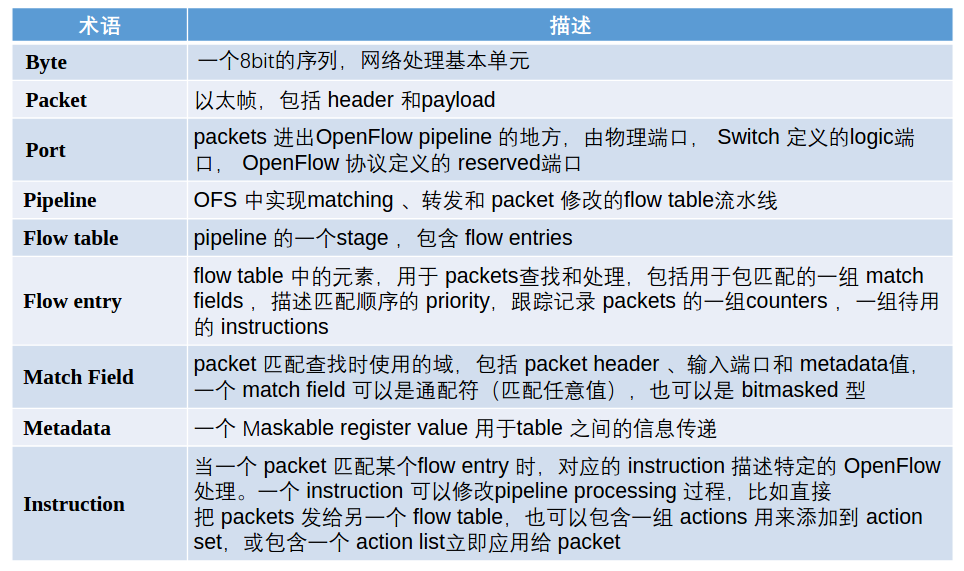 术语
描述
Byte
一个8bit的序列，网络处理基本单元
Packet
以太帧，包括 header 和payload
Port
packets 进出OpenFlow pipeline 的地方，由物理端口， Switch 定义的logic端
口， OpenFlow 协议定义的 reserved端口
Pipeline
OFS 中实现matching 、转发和 packet 修改的flow table流水线
Flow table
pipeline 的一个stage ，包含 flow entries
Flow entry
flow table 中的元素，用于 packets查找和处理，包括用于包匹配的一组 match
fields ，描述匹配顺序的 priority，跟踪记录 packets 的一组counters ，一组待用
的 instructions
Match Field
packet 匹配查找时使用的域，包括 packet header 、输入端口和 metadata值，
一个 match field 可以是通配符（匹配任意值）, 也可以是 bitmasked 型
Metadata
一个 Maskable register value 用于table 之间的信息传递
Instruction
当一个 packet 匹配某个flow entry 时，对应的 instruction 描述特定的 OpenFlow
处理。一个 instruction 可以修改pipeline processing 过程，比如直接
把 packets 发给另一个 flow table，也可以包含一组 actions 用来添加到 action
set，或包含一个 action list立即应用给 packet